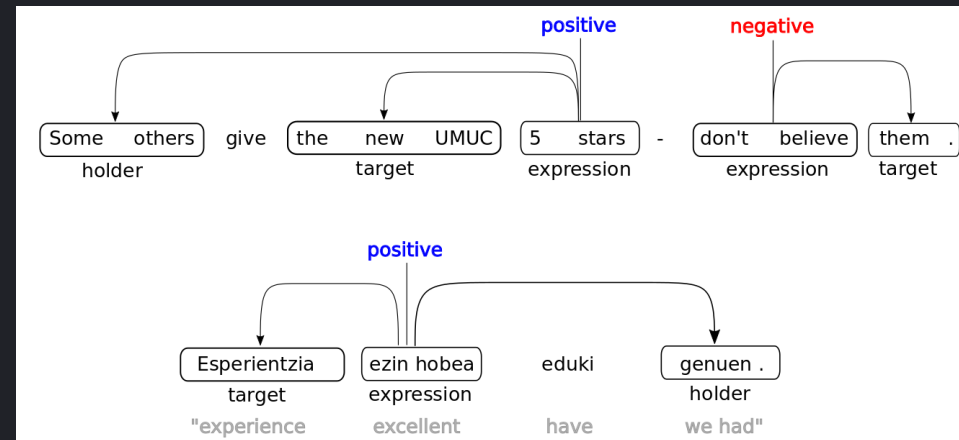 positive negative
Some others give the new UMUC 5 stars - don't believe them .
holder target expression expression target
positive
Esperientzia ezin hobea eduki genuen .
target expression holder
"experience excellent have we had"